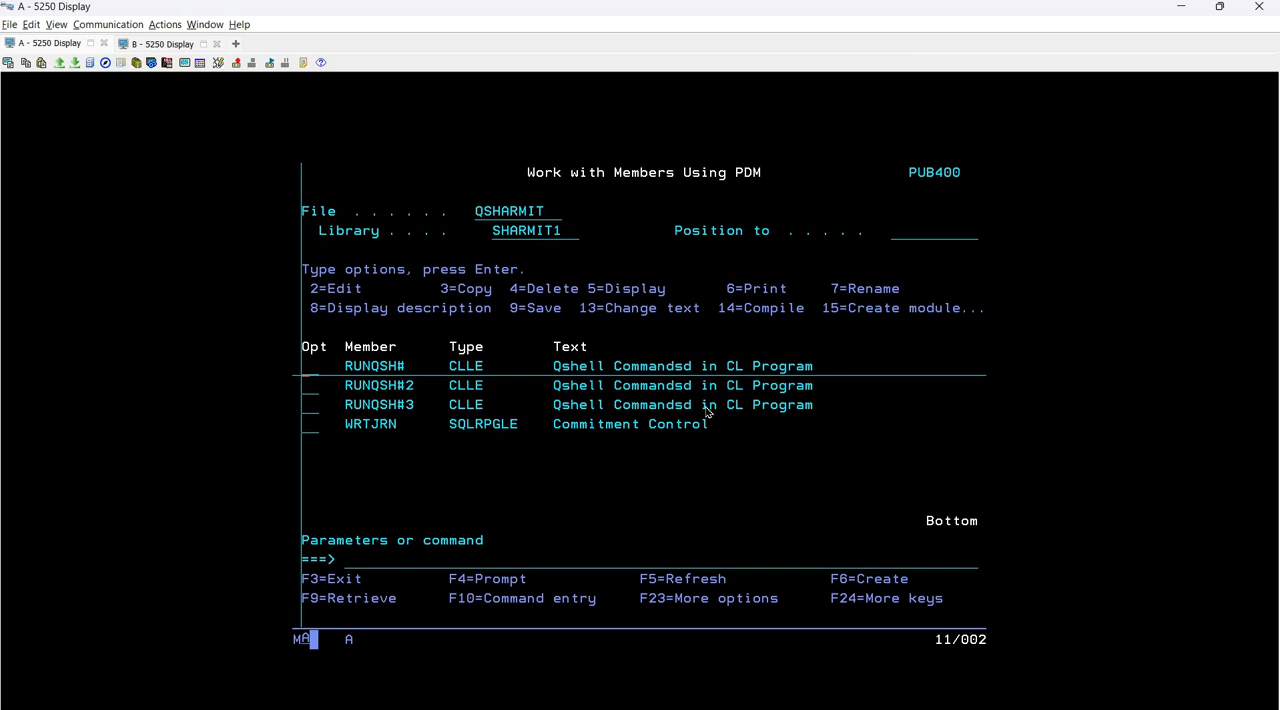 A - 5250 Display
File Edit View Communication Actions Window Help
A - 5250 Display B - 5250 Display
Work with Members Using PDM PUB400
File . . . . . . QSHARMIT
Library . . . . SHARMIT1 Position to . . . . .
Type options, press Enter.
2=Edit 3=Copy 4=Delete 5=Display 6=Print 7=Rename
8=Display description 9=Save 13=Change text 14=Compile 15=Create module...
Opt Member Type Text
RUNQSH# CLLE Qshell Commandsd in CL Program
RUNQSH#2 CLLE Qshell Commandsd in CL Program
RUNQSH#3 CLLE Qshell Commandsd in CL Program
WRTJRN SQLRPGLE Commitment Control
Bottom
Parameters or command
===>
F3=Exit F4=Prompt F5=Refresh F6=Create
F9=Retrieve F10=Command entry F23=More options F24=More keys
MA A 11/002